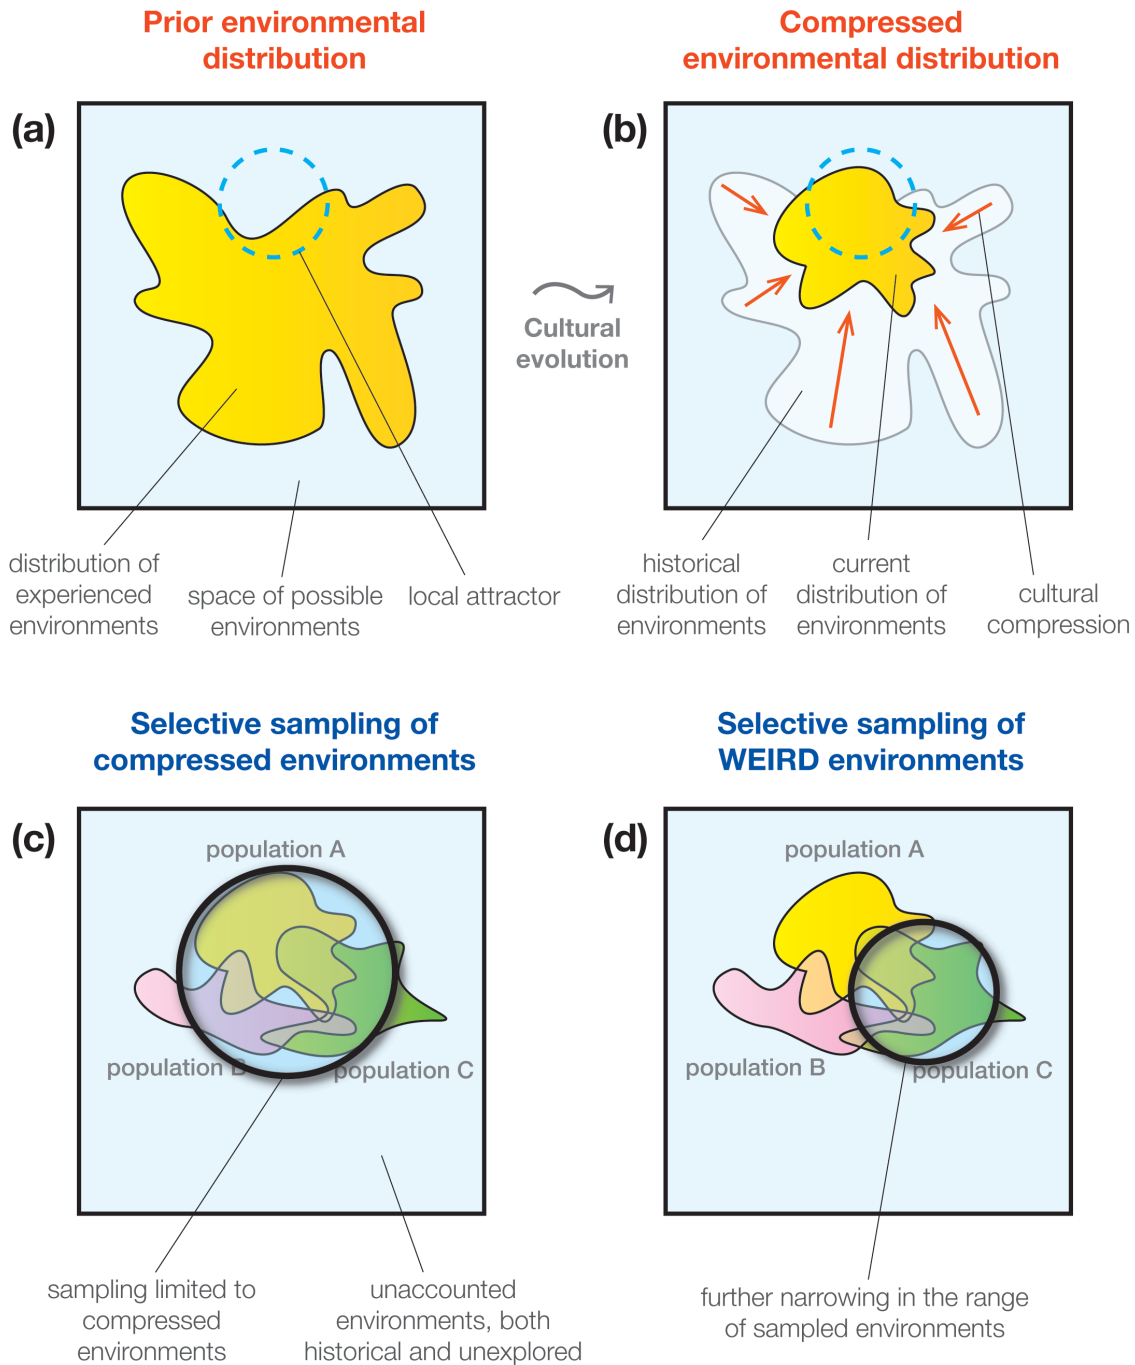 Prior environmental
distribution
Compressed
environmental distribution
(a)
(b)
Cultural
evolution
distribution of
experienced
environments
space of possible
environments
local attractor
historical
distribution of
environments
current
distribution of
environments
cultural
compression
Selective sampling of
compressed environments
Selective sampling of
WEIRD environments
(c)
population A
population B
population C
(d)
population A
population B
population C
sampling limited to
compressed
environments
unaccounted
environments, both
historical and unexplored
further narrowing in the range
of sampled environments